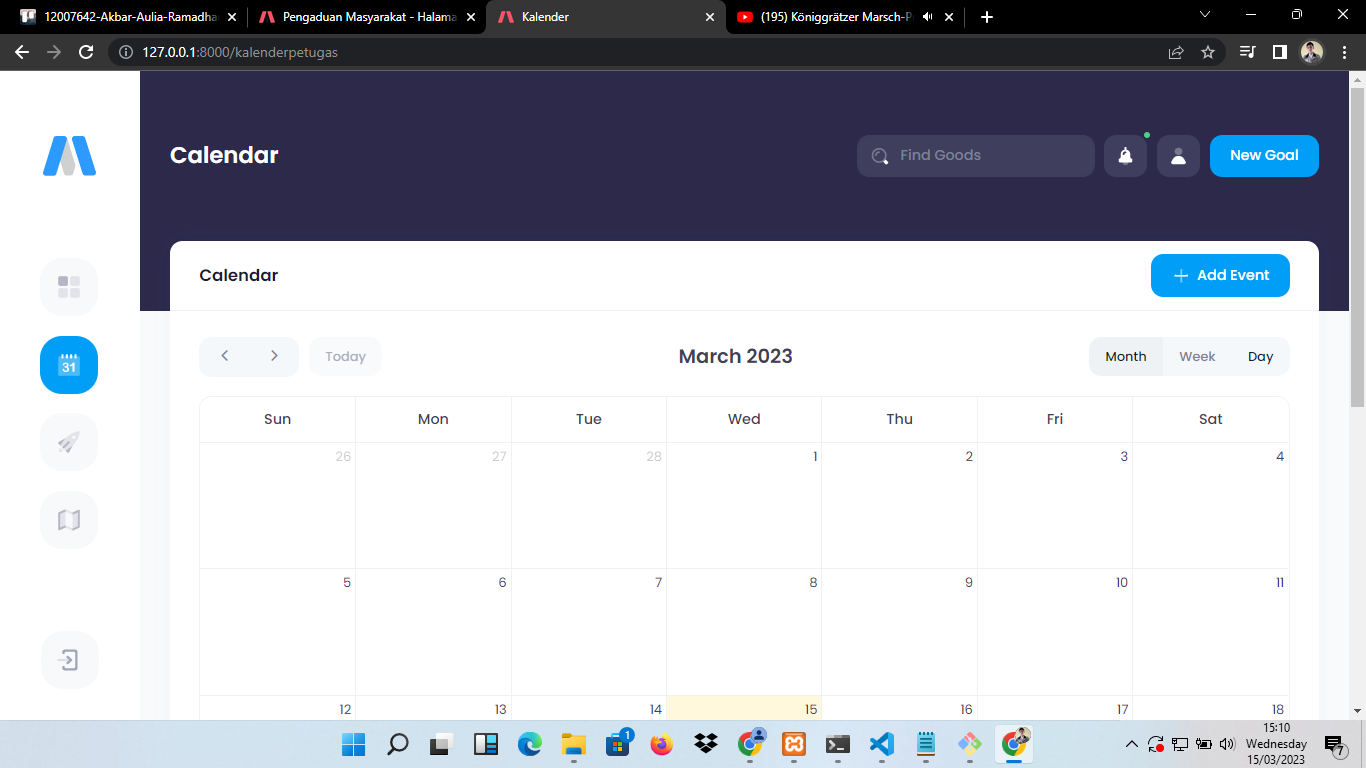 12007642-Akbar-Aulia-Ramadha
Pengaduan Masyarakat - Halama
Kalender
(195) Königgrätzer Marsch-P
127.0.0.1:8000/kalenderpetugas
Calendar
Find Goods
New Goal
Calendar
Add Event
31
Today
March 2023
Month
Week
Day
Sun Mon Tue Wed Thu Fri Sat
26 27 28 1 2 3 4
5 6 7 8 9 10 11
12 13 14 15 16 17 18
1
15:10
Wednesday
15/03/2023
7